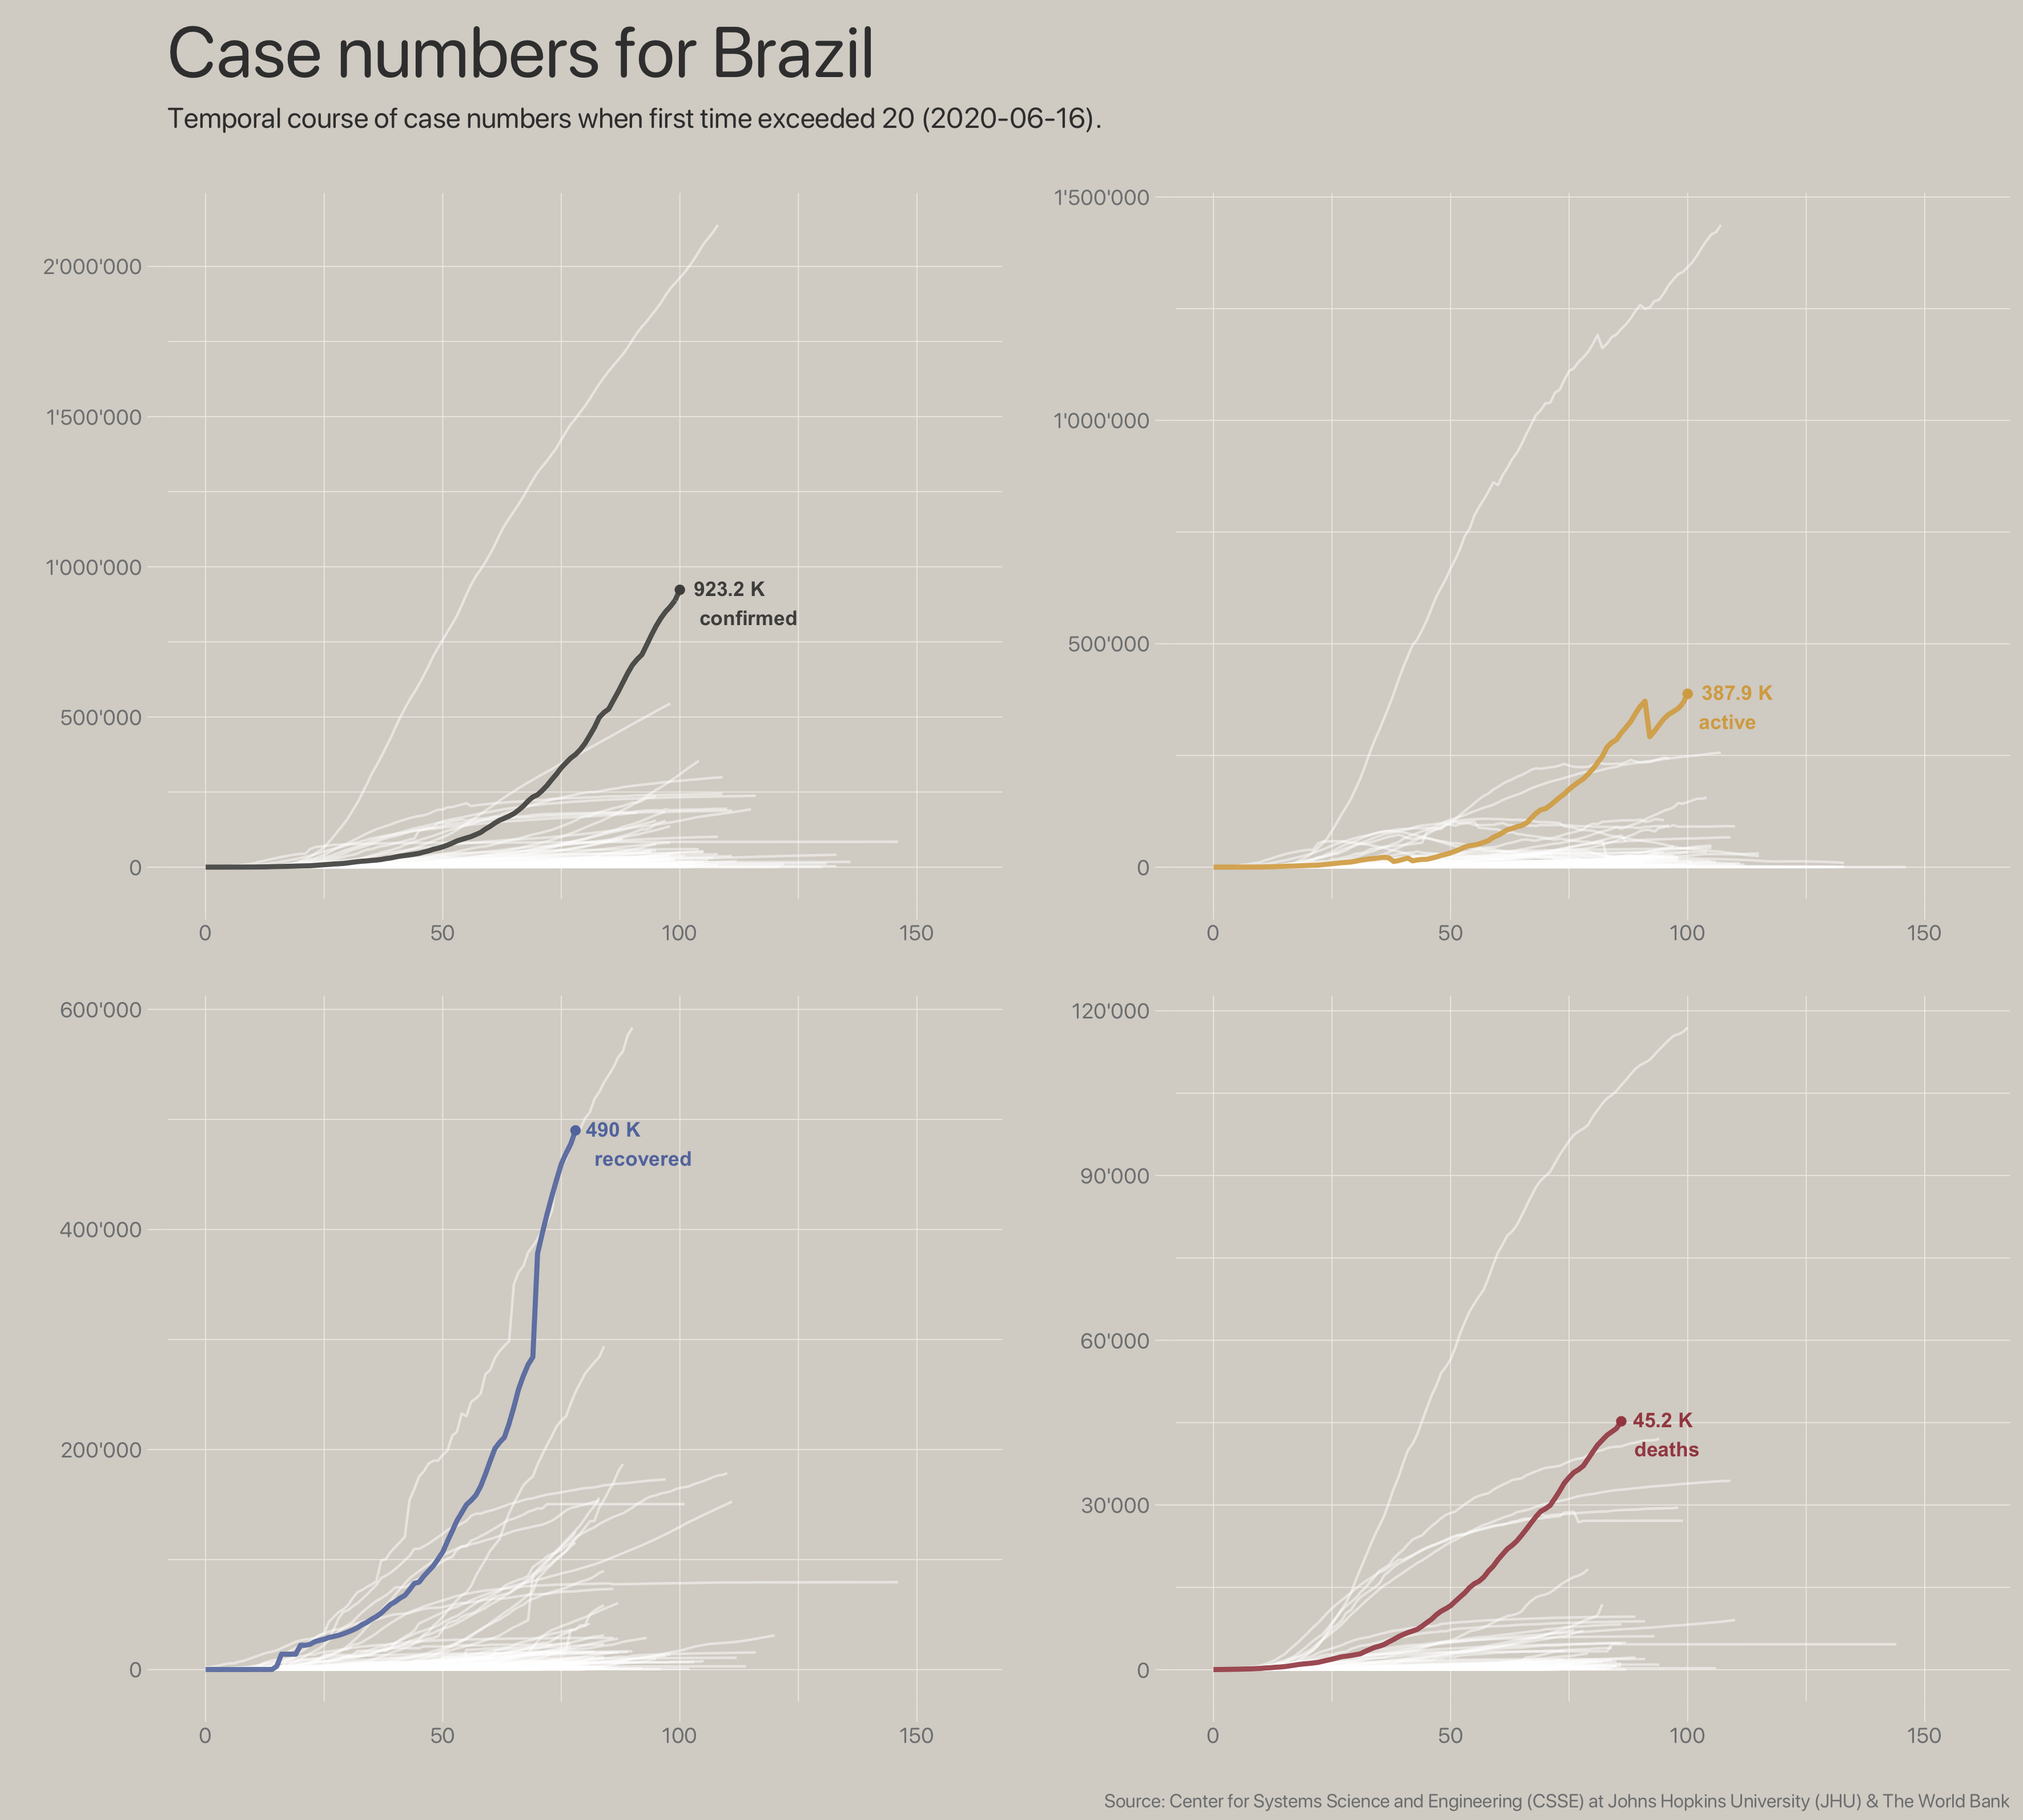 Case numbers for Brazil
Temporal course of case numbers when first time exceeded 20 (2020-06-16).
2'000'000
1'500'000
1'000'000
500'000
0
923.2 K
confirmed
0 50 100 150
1'500'000
1'000'000
500'000
0
387.9 K
active
0 50 100 150
600'000
400'000
200'000
0
490 K
recovered
0 50 100 150
120'000
90'000
60'000
30'000
0
45.2 K
deaths
0 50 100 150
Source: Center for Systems Science and Engineering (CSSE) at Johns Hopkins University (JHU) & The World Bank